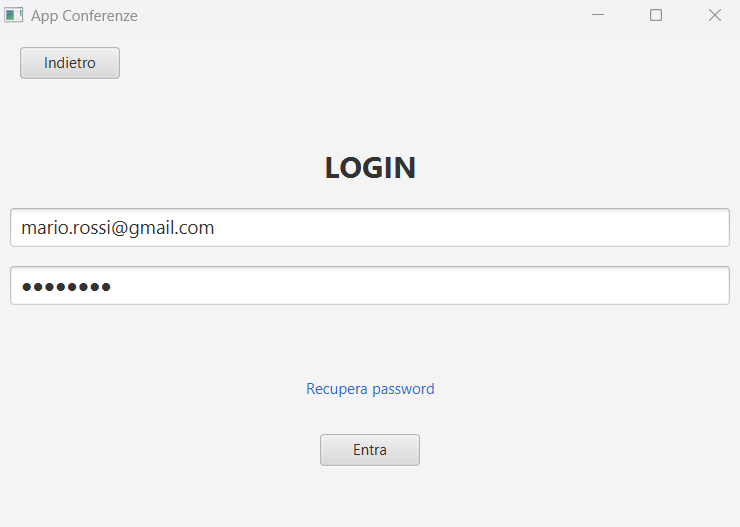 App Conferenze
Indietro
LOGIN
mario.rossi@gmail.com
●●●●●●●●
Recupera password
Entra